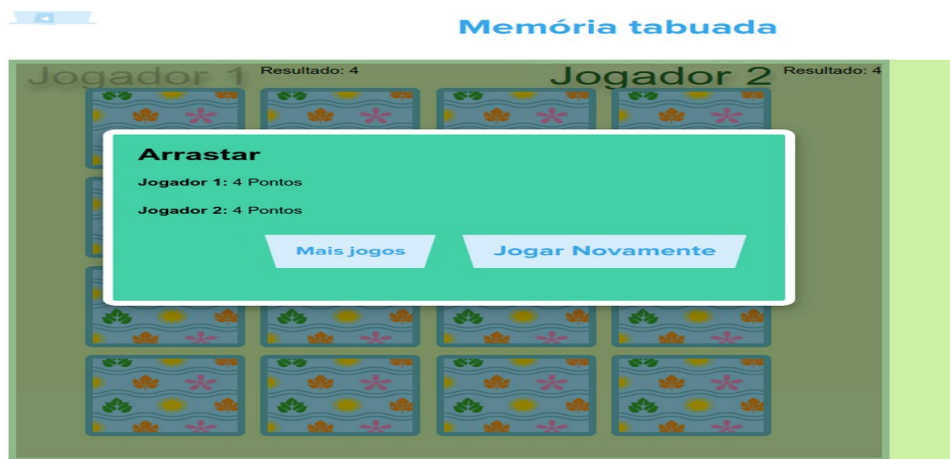 Memória tabuada
Jogador 1 Resultado: 4 Jogador 2 Resultado: 4
Arrastar
Jogador 1: 4 Pontos
Jogador 2: 4 Pontos
Mais jogos Jogar Novamente